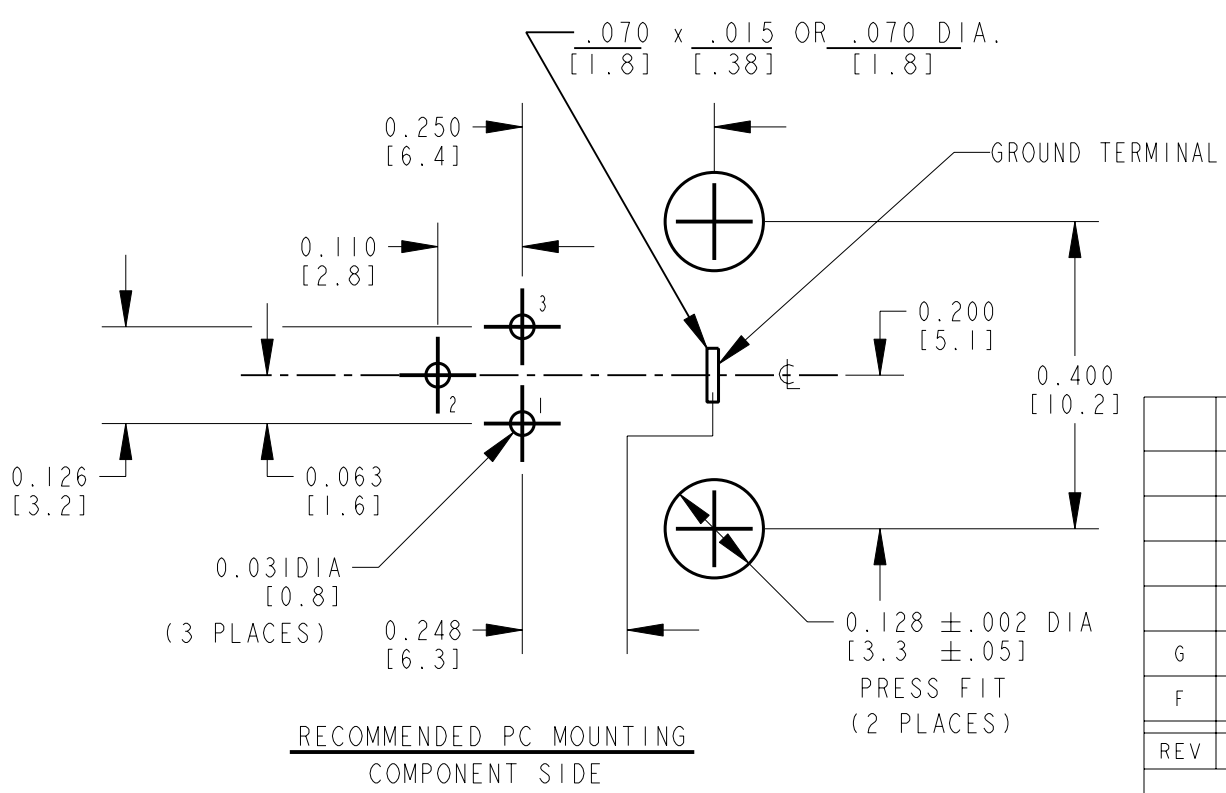 .070 x .015 OR .070 DIA.
[1.8] [.38] [1.8]
0.250
[6.4]
GROUND TERMINAL
0.110
[2.8]
3
0.200
[5.1]
0.400
[10.2]
2
1
0.126
[3.2]
0.063
[1.6]
0.031DIA
[0.8]
(3 PLACES)
0.248
[6.3]
0.128 ±.002 DIA
[3.3 ±.05]
PRESS FIT
(2 PLACES)
G
F
REV
RECOMMENDED PC MOUNTING
COMPONENT SIDE